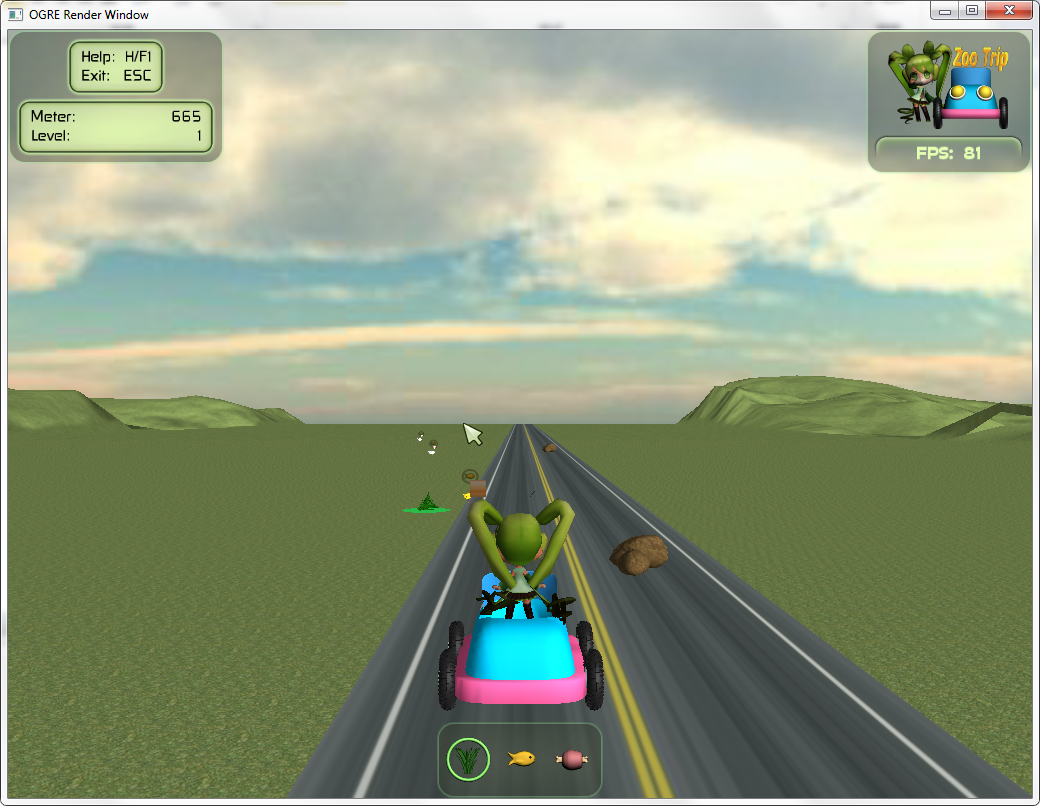 OGRE Render Window
Help: H/F1
Exit: ESC
Meter: 665
Level: 1
Zoo Trip
FPS: 81